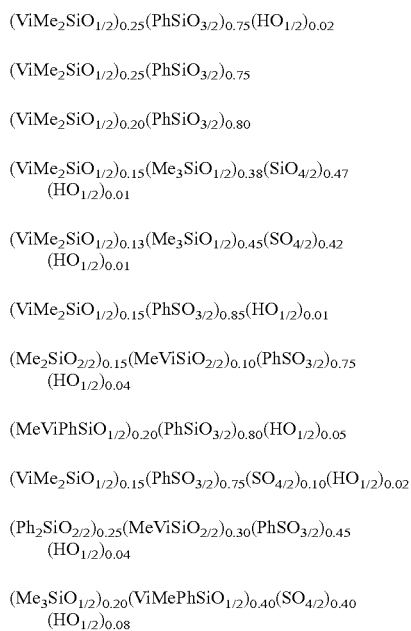 (ViMe₂SiO₁/₂)₀.₂₅(PhSiO₃/₂)₀.₇₅(HO₁/₂)₀.₀₂
(ViMe₂SiO₁/₂)₀.₂₅(PhSiO₃/₂)₀.₇₅
(ViMe₂SiO₁/₂)₀.₂₀(PhSiO₃/₂)₀.₈₀
(ViMe₂SiO₁/₂)₀.₁₅(Me₃SiO₁/₂)₀.₃₈(SiO₄/₂)₀.₄₇
(HO₁/₂)₀.₀₁
(ViMe₂SiO₁/₂)₀.₁₃(Me₃SiO₁/₂)₀.₄₅(SO₄/₂)₀.₄₂
(HO₁/₂)₀.₀₁
(ViMe₂SiO₁/₂)₀.₁₅(PhSO₃/₂)₀.₈₅(HO₁/₂)₀.₀₁
(Me₂SiO₂/₂)₀.₁₅(MeViSiO₂/₂)₀.₁₀(PhSO₃/₂)₀.₇₅
(HO₁/₂)₀.₀₄
(MeViPhSiO₁/₂)₀.₂₀(PhSiO₃/₂)₀.₈₀(HO₁/₂)₀.₀₅
(ViMe₂SiO₁/₂)₀.₁₅(PhSO₃/₂)₀.₇₅(SO₄/₂)₀.₁₀(HO₁/₂)₀.₀₂
(Ph₂SiO₂/₂)₀.₂₅(MeViSiO₂/₂)₀.₃₀(PhSO₃/₂)₀.₄₅
(HO₁/₂)₀.₀₄
(Me₃SiO₁/₂)₀.₂₀(ViMePhSiO₁/₂)₀.₄₀(SO₄/₂)₀.₄₀
(HO₁/₂)₀.₀₈